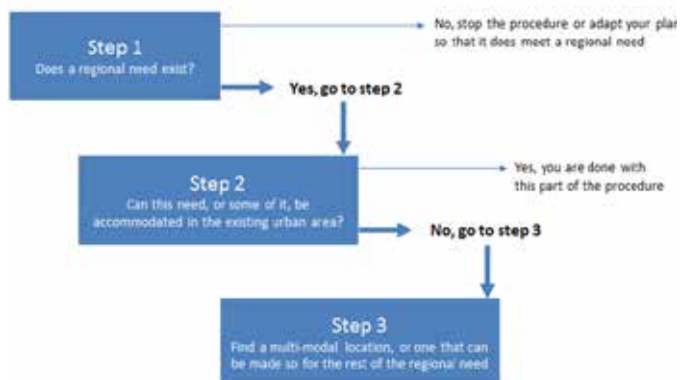 Step 1
Does a regional need exist?
No, stop the procedure or adapt your plan
so that it does meet a regional need
Yes, go to step 2
Step 2
Can this need, or some of it, be
accommodated in the existing urban area?
Yes, you are done with
this part of the procedure
No, go to step 3
Step 3
Find a multi-modal location, or one that can
be made so for the rest of the regional need